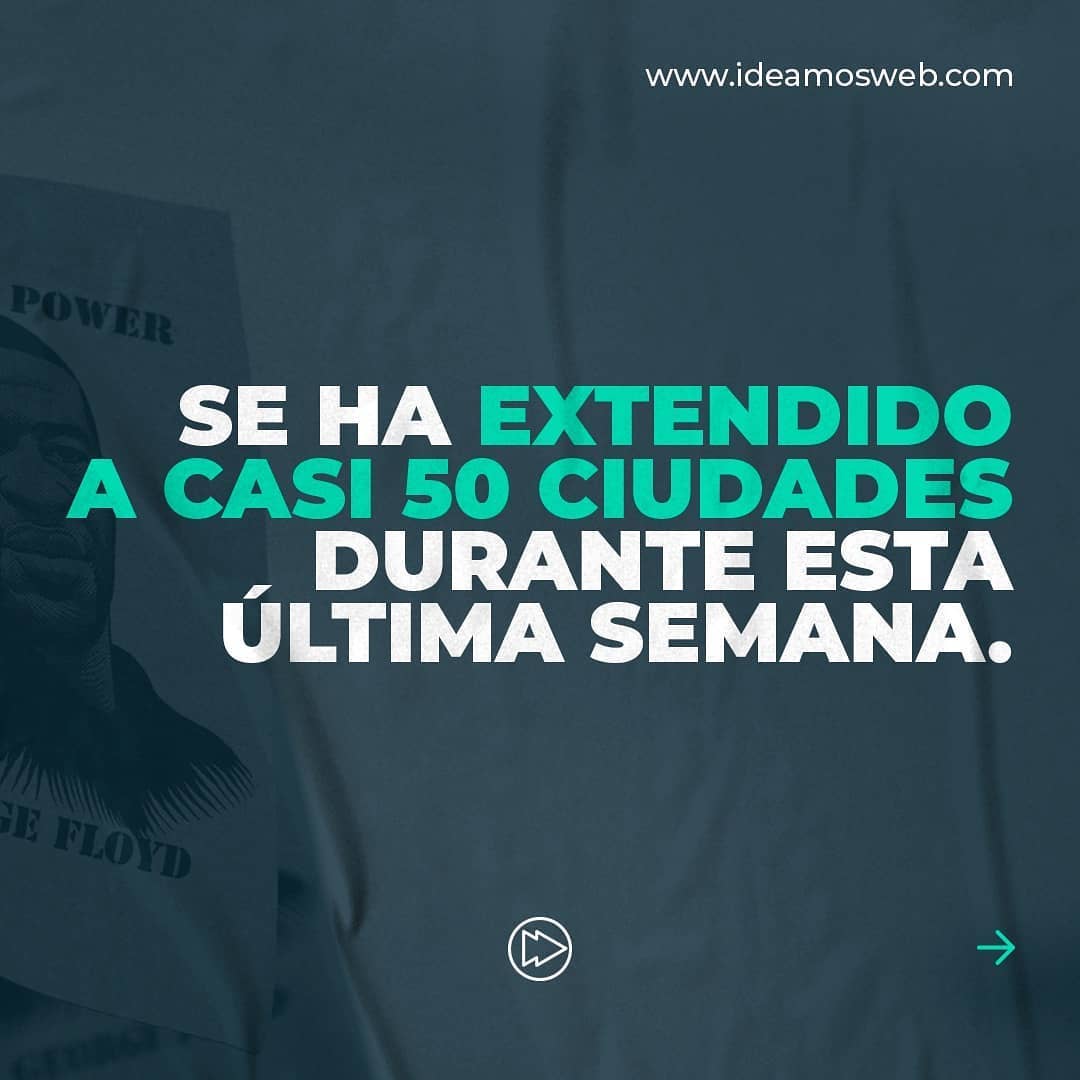 www.ideamosweb.com
POWER
SE HA EXTENDIDO
A CASI 50 CIUDADES
DURANTE ESTA
ÚLTIMA SEMANA.
GE FLOYD